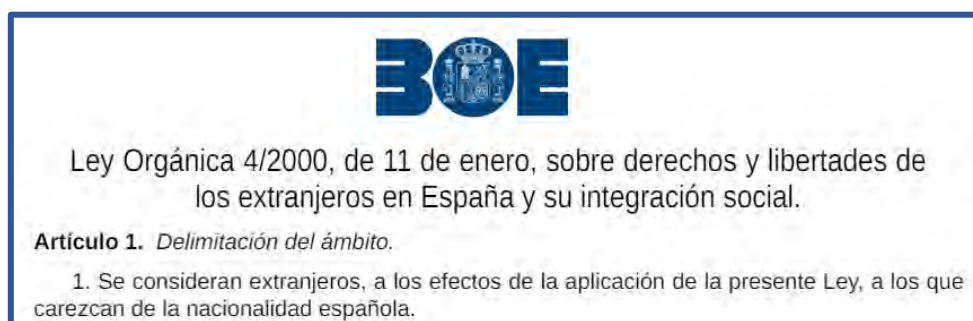 BOE
Ley Orgánica 4/2000, de 11 de enero, sobre derechos y libertades de
los extranjeros en España y su integración social.
Artículo 1. Delimitación del ámbito.
1. Se consideran extranjeros, a los efectos de la aplicación de la presente Ley, a los que
carezcan de la nacionalidad española.